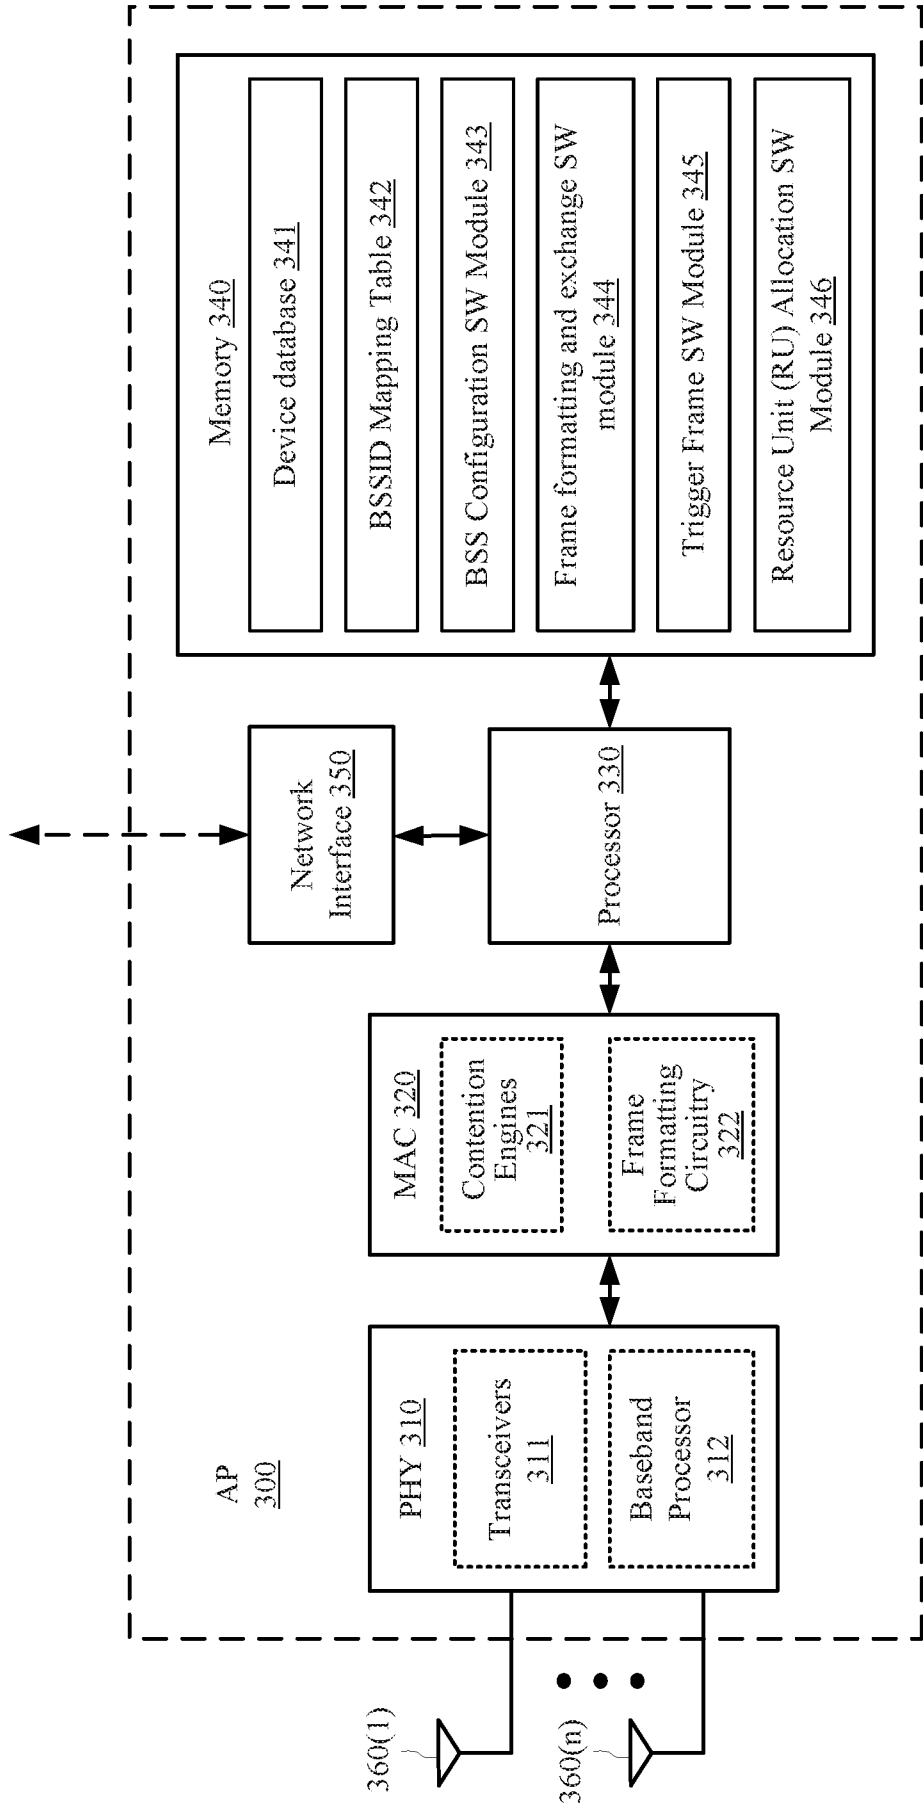 AP
300
360(1)
360(n)
PHY 310
Transceivers
311
Baseband
Processor
312
MAC 320
Contention
Engines
321
Frame
Formatting
Circuitry
322
Network
Interface 350
Processor 330
Memory 340
Device database 341
BSSID Mapping Table 342
BSS Configuration SW Module 343
Frame formatting and exchange SW
module 344
Trigger Frame SW Module 345
Resource Unit (RU) Allocation SW
Module 346